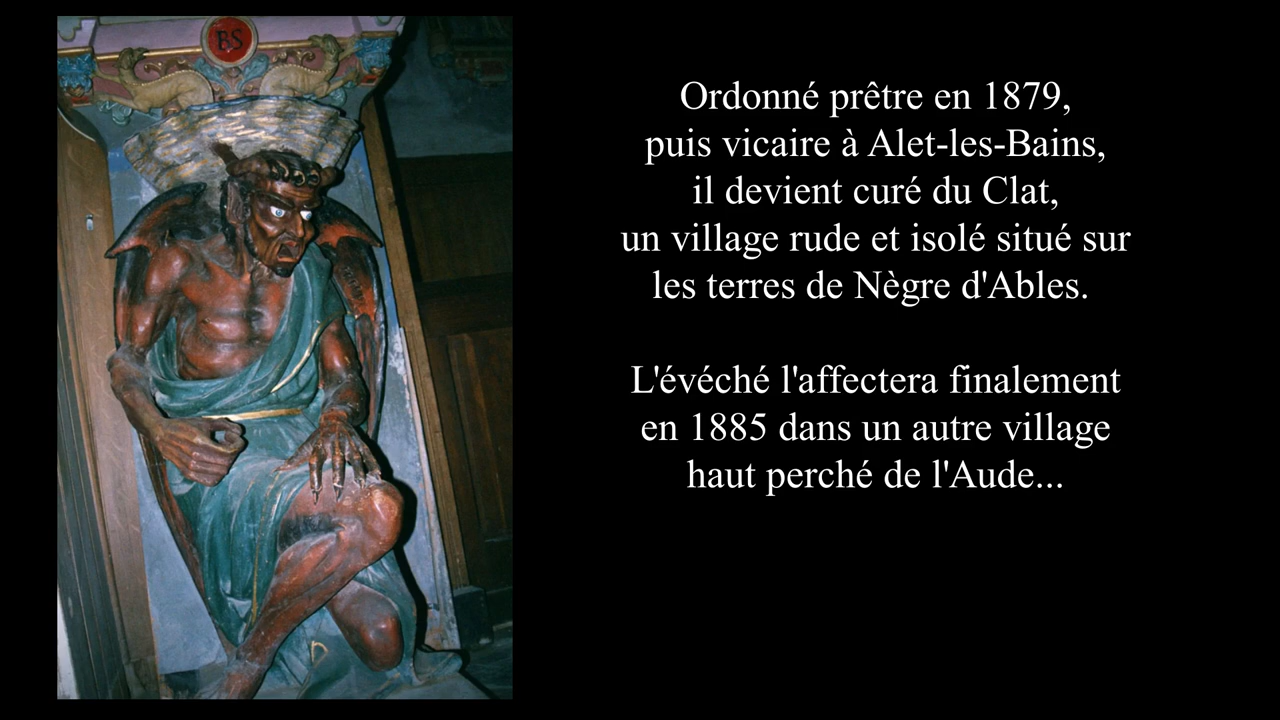 BS
Ordonné prêtre en 1879,
puis vicaire à Alet-les-Bains,
il devient curé du Clat,
un village rude et isolé situé sur
les terres de Nègre d'Ables.
L'évéché l'affectera finalement
en 1885 dans un autre village
haut perché de l'Aude...